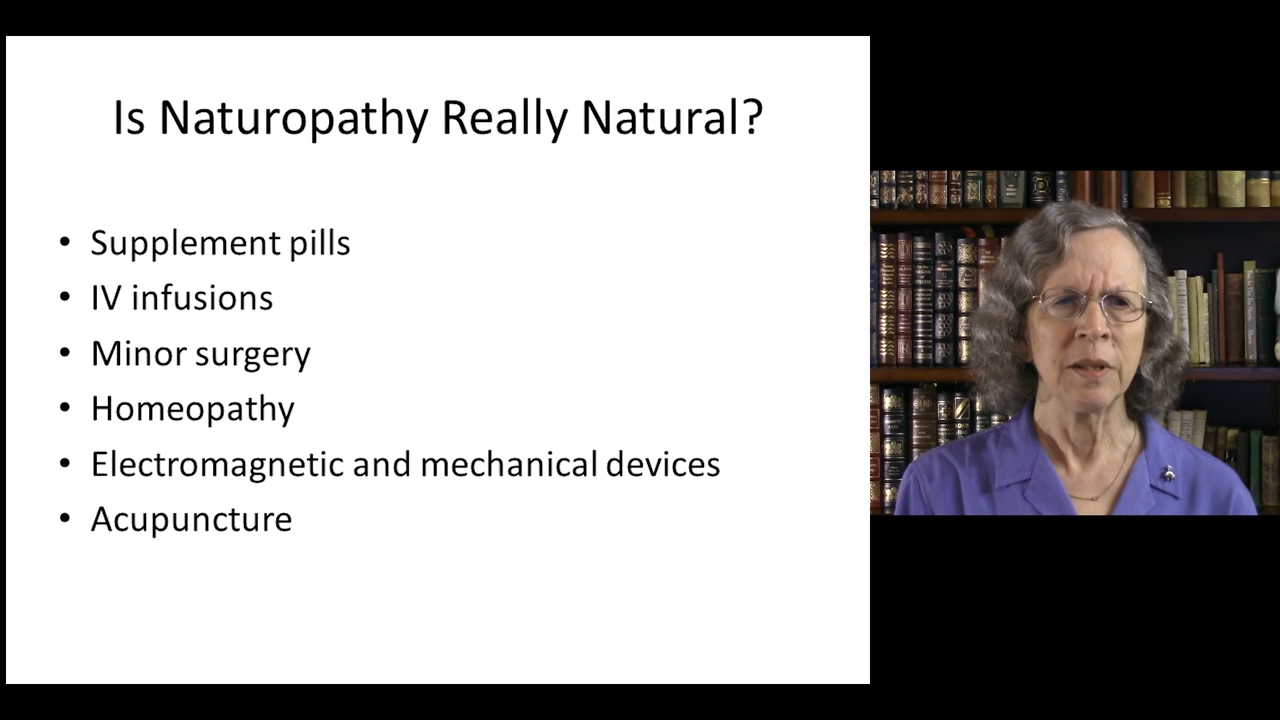 Is Naturopathy Really Natural?
• Supplement pills
• IV infusions
• Minor surgery
• Homeopathy
• Electromagnetic and mechanical devices
• Acupuncture